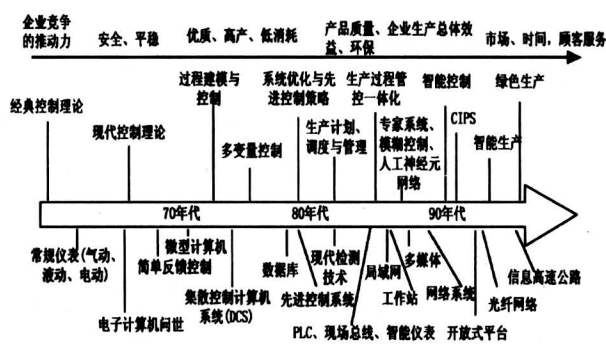 企业竞争
的推动力
安全、平稳
优质、高产、低消耗
产品质量、企业生产总体效
益、环保
市场、时间，顾客服务
经典控制理论
现代控制理论
过程建模与
控制
多变量控制
系统优化与先
进控制策略
生产计划、
调度与管理
生产过程管
控一体化
专家系统、
模糊控制、
人工神经元
网络
智能控制
CIPS
智能生产
绿色生产
70年代
80年代
90年代
常规仪表(气动、
液动、电动)
电子计算机问世
简单反馈控制
微型计算机
集散控制计算机
系统(DCS)
数据库
先进控制系统
现代检测
技术
PLC、现场总线、智能仪表
局域网
工作站
多媒体
网络系统
开放式平台
光纤网络
信息高速公路